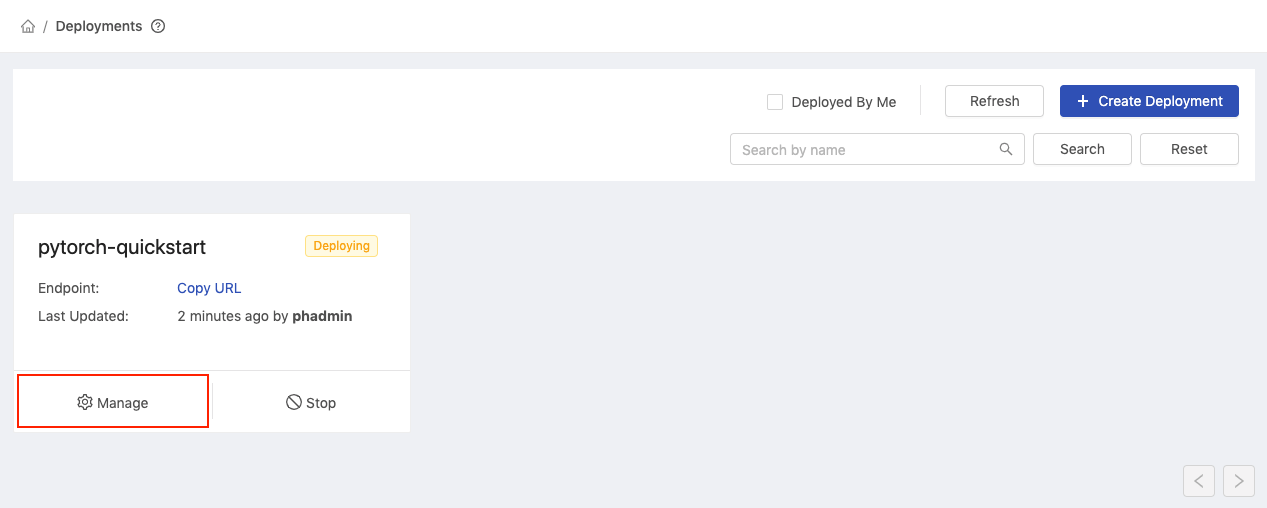 / Deployments
Deployed By Me Refresh + Create Deployment
Search by name Search Reset
pytorch-quickstart Deploying
Endpoint: Copy URL
Last Updated: 2 minutes ago by phadmin
Manage Stop